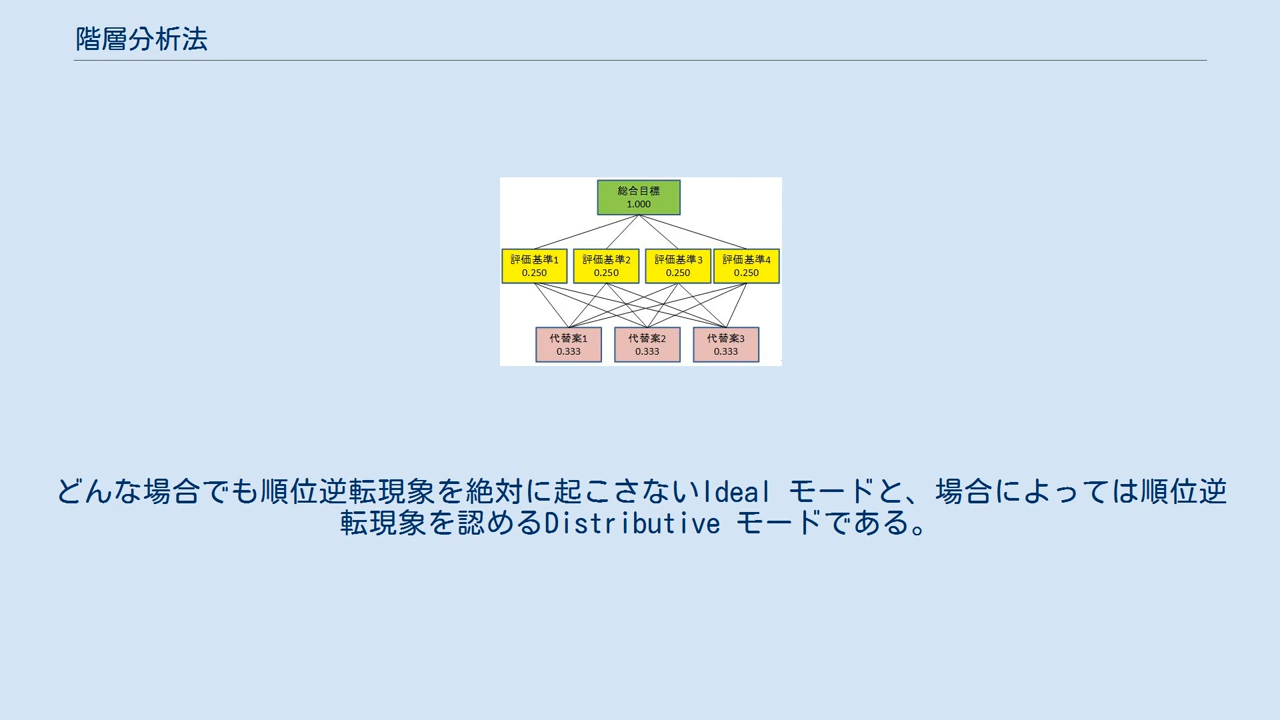 階層分析法
総合目標
1.000
評価基準1
0.250
評価基準2
0.250
評価基準3
0.250
評価基準4
0.250
代替案1
0.333
代替案2
0.333
代替案3
0.333
どんな場合でも順位逆転現象を絶対に起こさないIdeal モードと、場合によっては順位逆
転現象を認めるDistributive モードである。